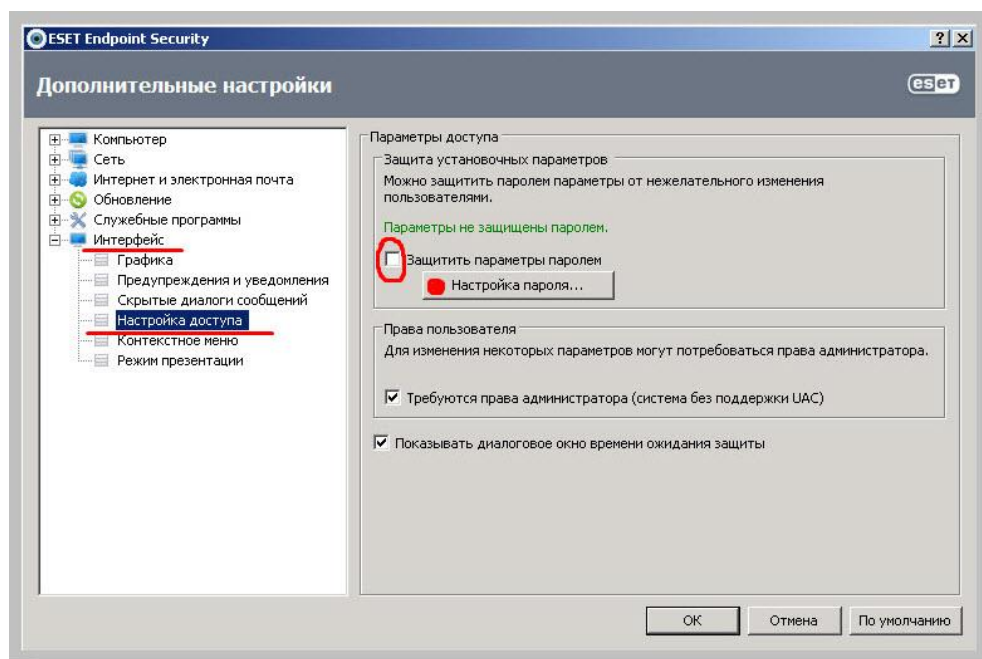 ESET Endpoint Security
Дополнительные настройки
eseT
Компьютер
Сеть
Интернет и электронная почта
Обновление
Служебные программы
Интерфейс
Графика
Предупреждения и уведомления
Скрытые диалоги сообщений
Настройка доступа
Контекстное меню
Режим презентации
Параметры доступа
Защита установочных параметров
Можно защитить паролем параметры от нежелательного изменения
пользователями.
Параметры не защищены паролем.
Защитить параметры паролем
Настройка пароля...
Права пользователя
Для изменения некоторых параметров могут потребоваться права администратора.
Требуются права администратора (система без поддержки UAC)
Показывать диалоговое окно времени ожидания защиты
ОК
Отмена
По умолчанию